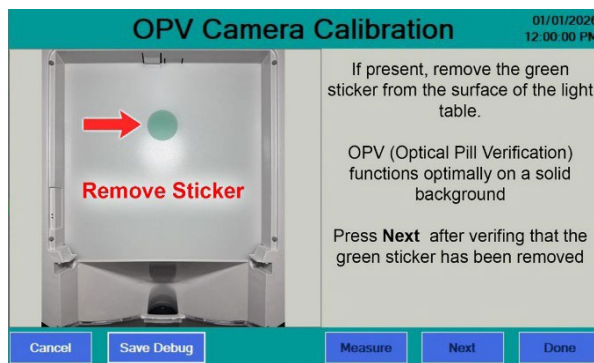 OPV Camera Calibration
01/01/2026
12:00:00 PM
Remove Sticker
If present, remove the green
sticker from the surface of the light
table.
OPV (Optical Pill Verification)
functions optimally on a solid
background
Press Next after verifing that the
green sticker has been removed
Cancel
Save Debug
Measure
Next
Done